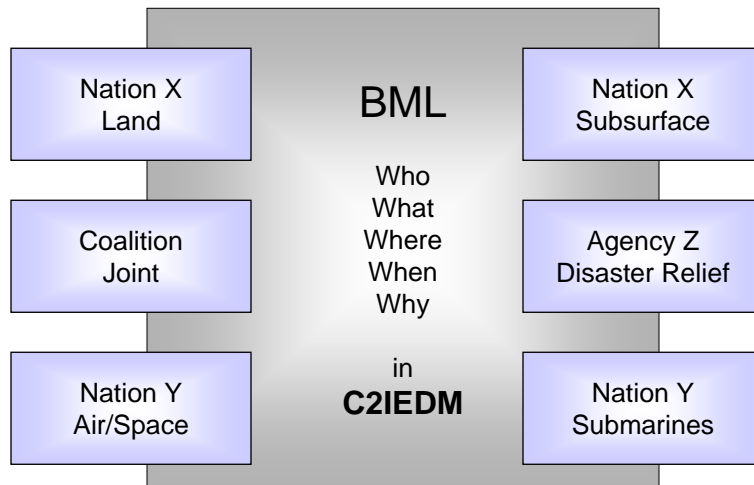 Nation X
Land
Coalition
Joint
Nation Y
Air/Space
BML
Who
What
Where
When
Why
in
C2IEDM
Nation X
Subsurface
Agency Z
Disaster Relief
Nation Y
Submarines